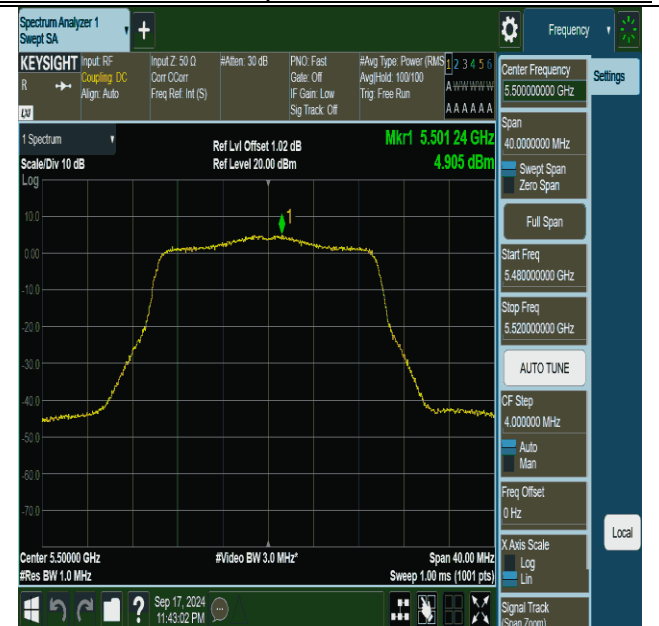 Spectrum Analyzer 1
Swept SA
+
Frequency
KEYSIGHT
R
LXI
Input: RF
Coupling: DC
Align: Auto
Input Z: 50 Ω
Corr CCorr
Freq Ref: Int (S)
#Atten: 30 dB
PNO: Fast
Gate: Off
IF Gain: Low
Sig Track: Off
#Avg Type: Power (RMS
Avg|Hold: 100/100
Trig: Free Run
1 2 3 4 5 6
A W W W W W
A A A A A A
1 Spectrum
Scale/Div 10 dB
Ref Lvl Offset 1.02 dB
Ref Level 20.00 dBm
Mkr1 5.501 24 GHz
4.905 dBm
Log
1
10.0
0.00
-10.0
-20.0
-30.0
-40.0
-50.0
-60.0
-70.0
Center 5.50000 GHz
#Res BW 1.0 MHz
#Video BW 3.0 MHz*
Span 40.00 MHz
Sweep 1.00 ms (1001 pts)
Center Frequency
5.500000000 GHz
Settings
Span
40.0000000 MHz
Swept Span
Zero Span
Full Span
Start Freq
5.480000000 GHz
Stop Freq
5.520000000 GHz
AUTO TUNE
CF Step
4.000000 MHz
Auto
Man
Freq Offset
0 Hz
X Axis Scale
Log
Lin
Local
Signal Track
(Span Zoom)
?
Sep 17, 2024
11:43:02 PM